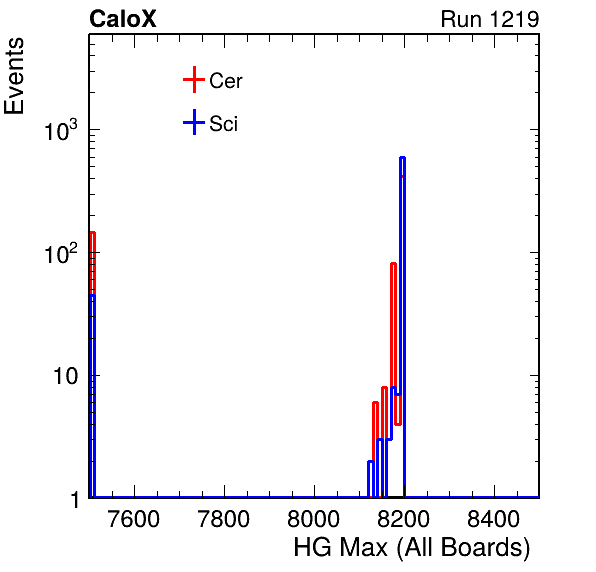 CaloX Run 1219
Events
Cer
Sci
10³
10²
10
1
7600 7800 8000 8200 8400
HG Max (All Boards)